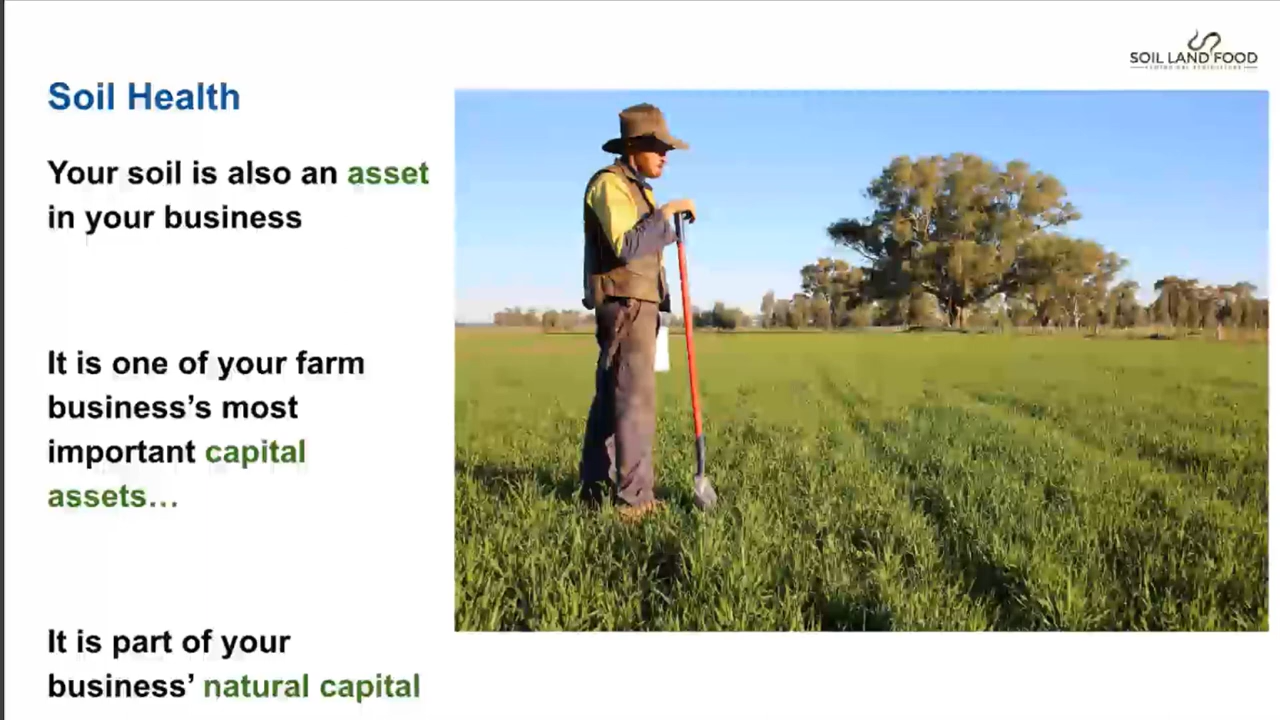 SOIL LAND FOOD
Soil Health
Your soil is also an asset
in your business
It is one of your farm
business’s most
important capital
assets…
It is part of your
business’ natural capital